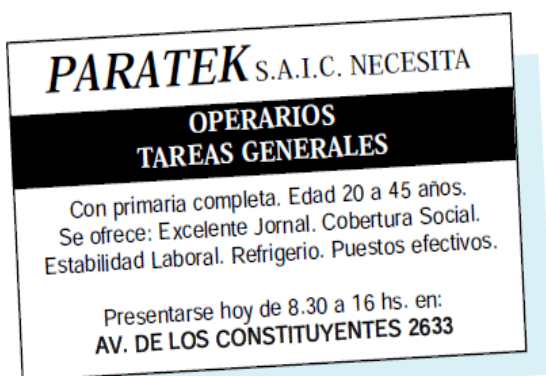 PARATEK S.A.I.C. NECESITA
OPERARIOS
TAREAS GENERALES
Con primaria completa. Edad 20 a 45 años.
Se ofrece: Excelente Jornal. Cobertura Social.
Estabilidad Laboral. Refrigerio. Puestos efectivos.
Presentarse hoy de 8.30 a 16 hs. en:
AV. DE LOS CONSTITUYENTES 2633